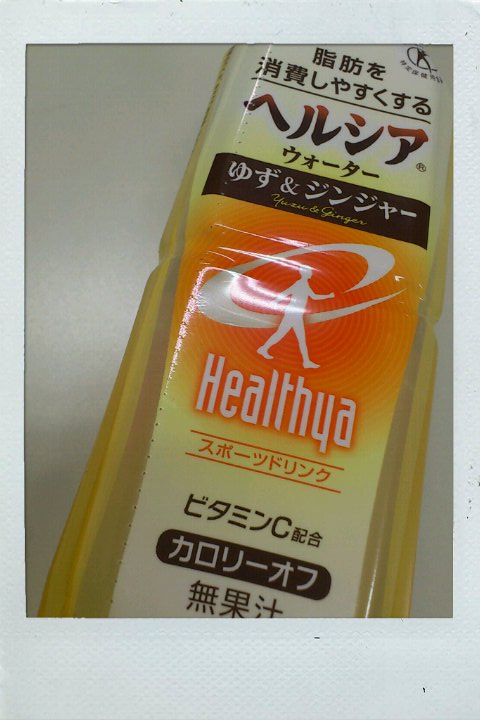 脂肪を
消費しやすくする
ヘルシア®
ウォーター
ゆず&ジンジャー
Yuzu & Ginger
Healthya
スポーツドリンク
ビタミンC配合
カロリーオフ
無果汁